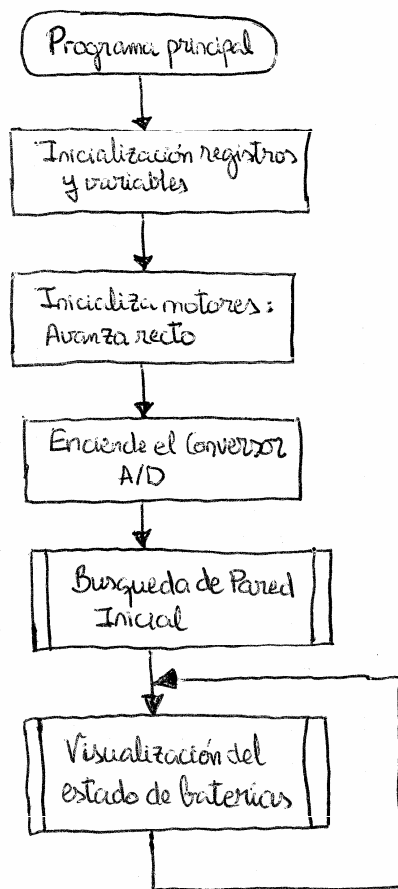 Programa principal
Inicialización registros
y variables
Inicializa motores:
Avanza recto
Enciende el Conversor
A/D
Busqueda de Pared
Inicial
Visualización del
estado de baterias